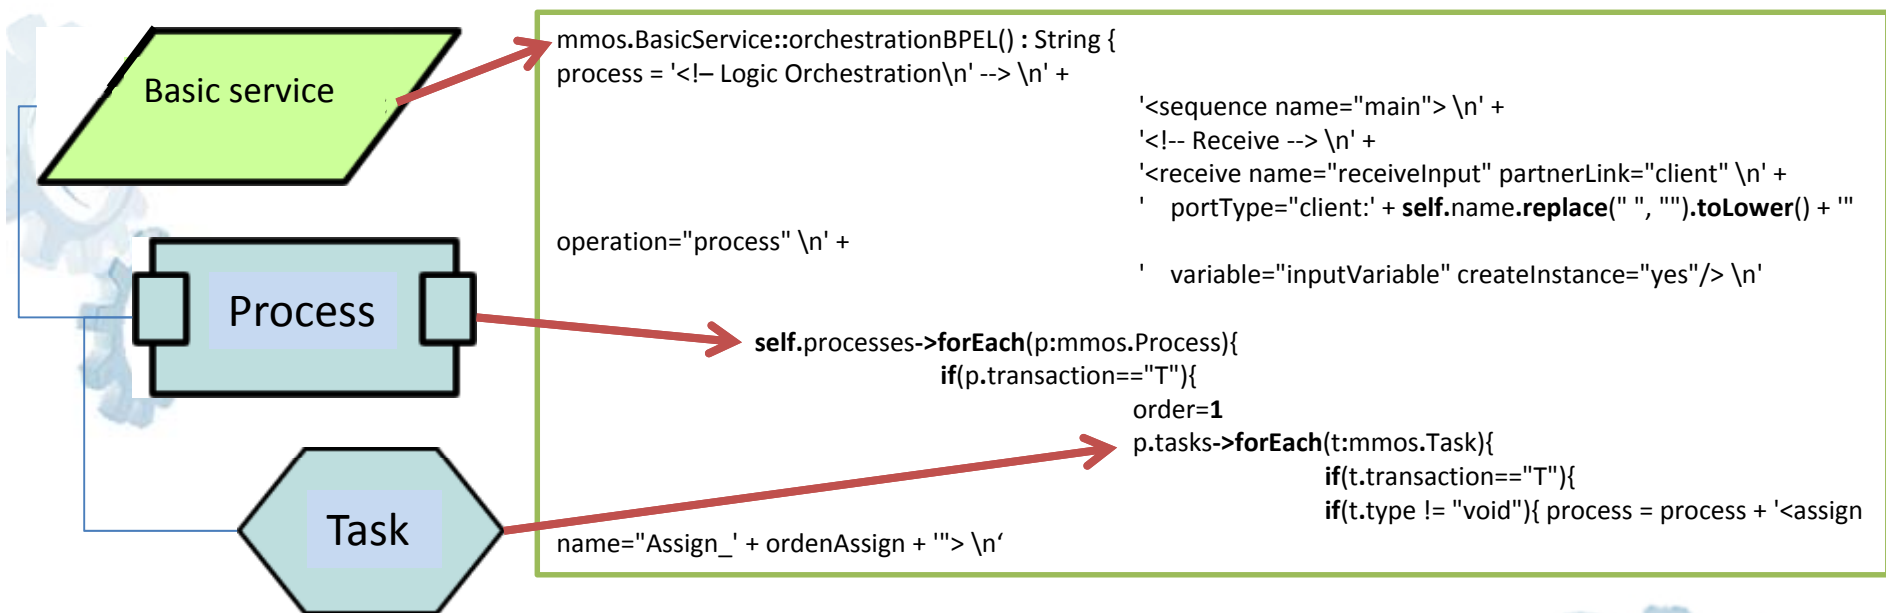 Basic service
Process
Task
mmos.BasicService::orchestrationBPEL() : String {
process = '<!– Logic Orchestration\n' --> \n' +
'<sequence name="main"> \n' +
'<!-- Receive --> \n' +
'<receive name="receiveInput" partnerLink="client" \n' +
'    portType="client:' + self.name.replace(" ", "").toLower() + '"
operation="process" \n' +
'    variable="inputVariable" createInstance="yes"/> \n'
self.processes->forEach(p:mmos.Process){
if(p.transaction=="T"){
order=1
p.tasks->forEach(t:mmos.Task){
if(t.transaction=="T"){
if(t.type != "void"){ process = process + '<assign
name="Assign_' + ordenAssign + '"> \n‘